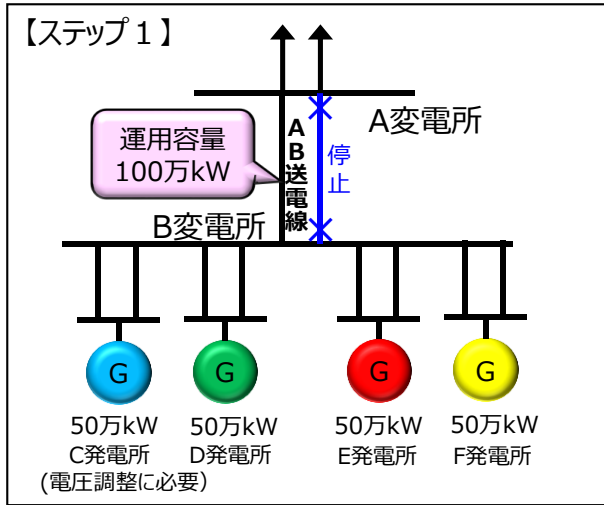 【ステップ１】
A変電所
運用容量
100万kW
AB送電線
停止
B変電所
G
G
G
G
50万kW
50万kW
50万kW
50万kW
C発電所
D発電所
E発電所
F発電所
(電圧調整に必要）